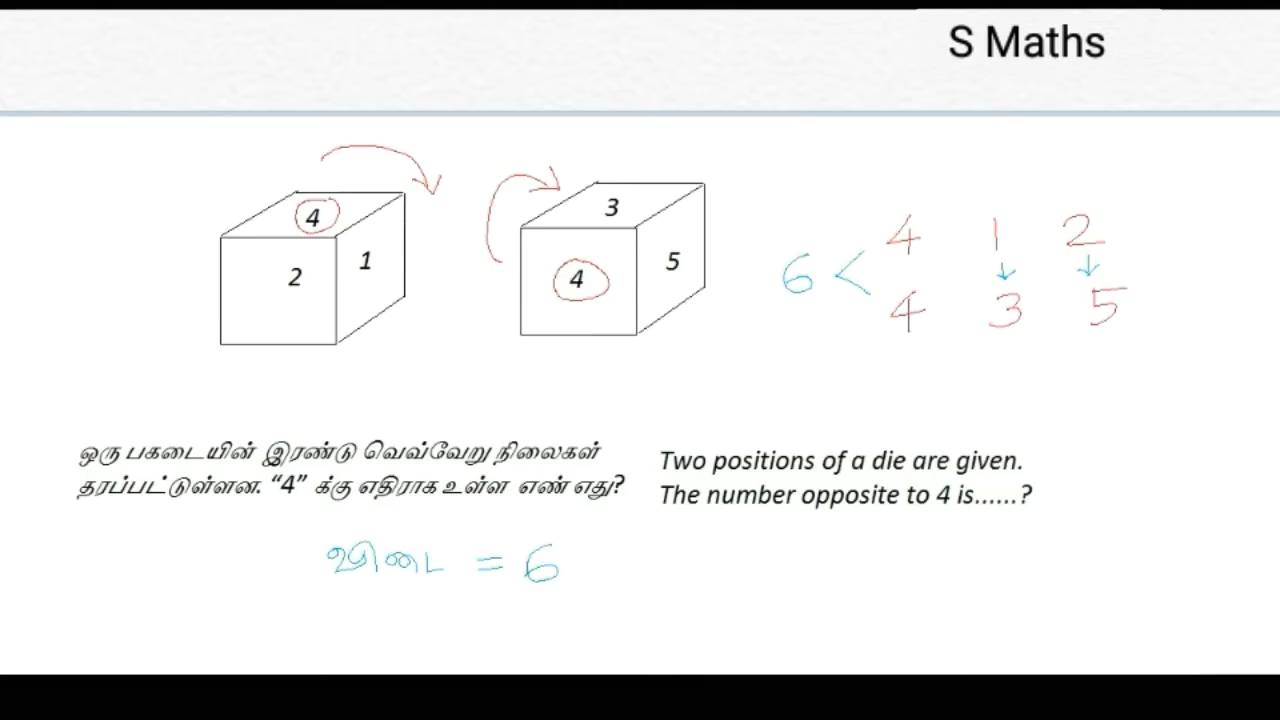 S Maths
4
2
1
3
4
5
4 1 2
6 <
4 3 5
ஒரு பகடையின் இரண்டு வெவ்வேறு நிலைகள்
தரப்பட்டுள்ளன. “4” க்கு எதிராக உள்ள எண் எது?
Two positions of a die are given.
The number opposite to 4 is......?
விடை = 6